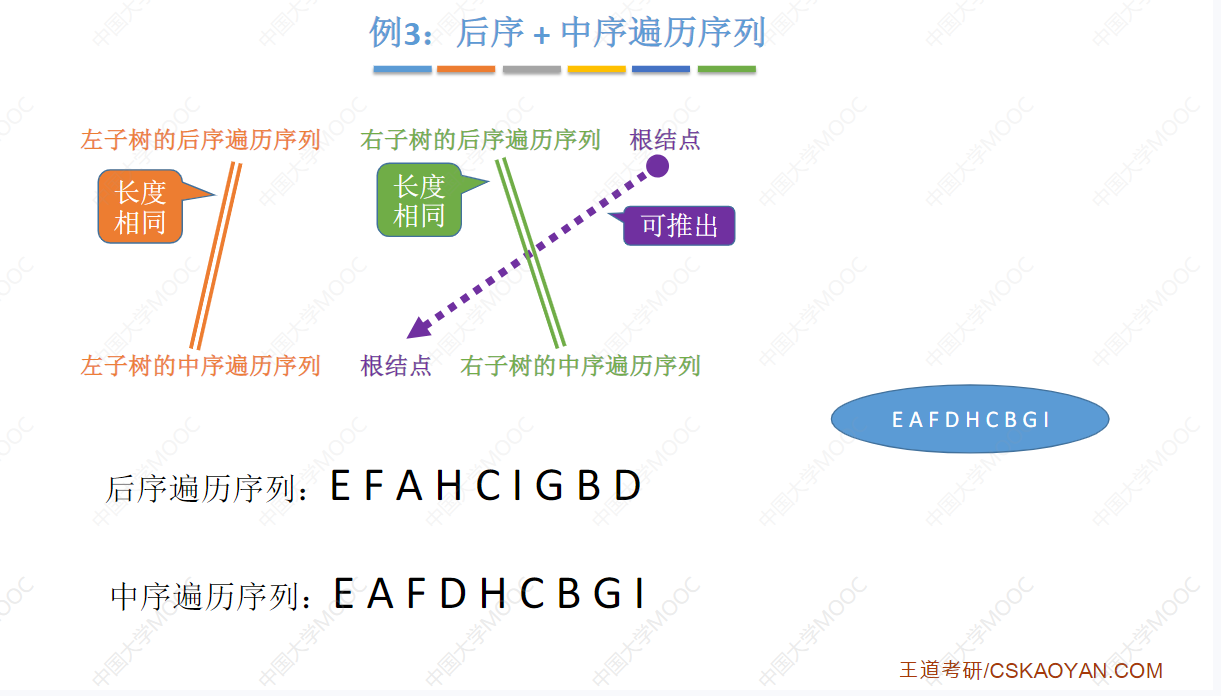 例3：后序 + 中序遍历序列
左子树的后序遍历序列 右子树的后序遍历序列 根结点
长度
相同
长度
相同
可推出
左子树的中序遍历序列 根结点 右子树的中序遍历序列
E A F D H C B G I
后序遍历序列：E F A H C I G B D
中序遍历序列：E A F D H C B G I
王道考研/CSKAOYAN.COM
中国大学MOOC